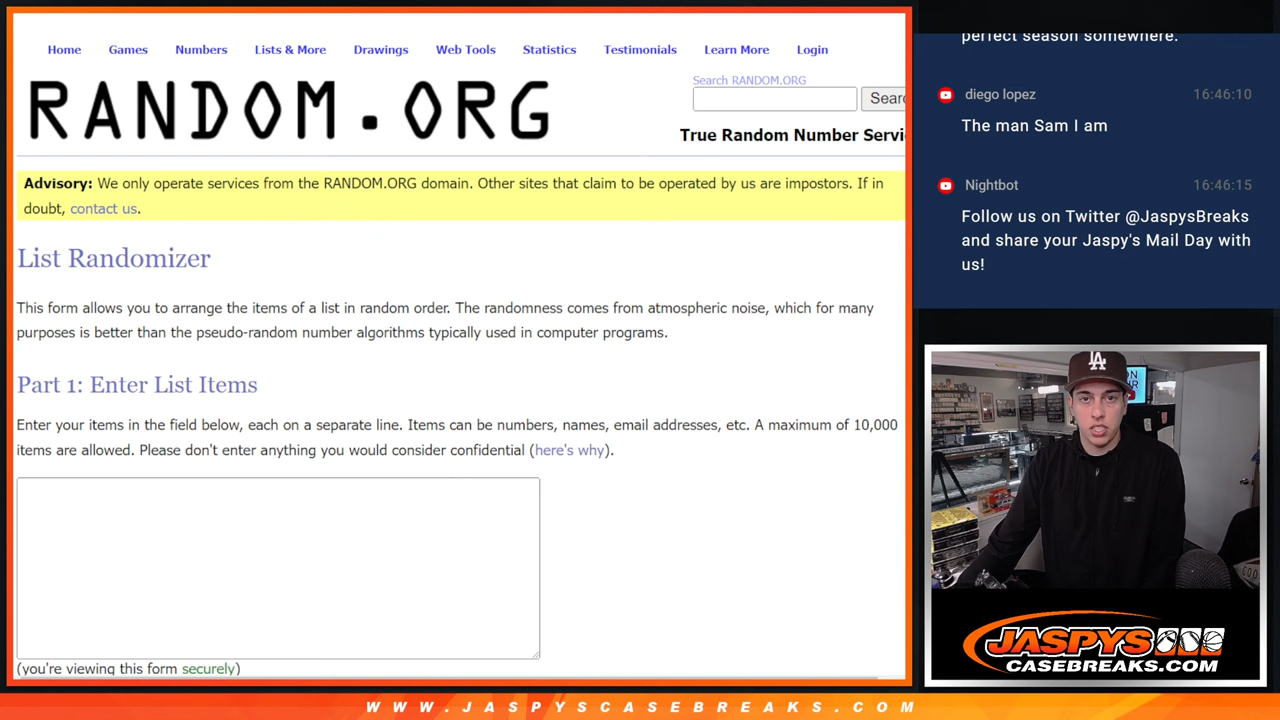 Home Games Numbers Lists & More Drawings Web Tools Statistics Testimonials Learn More Login
RANDOM.ORG
Search RANDOM.ORG
Searc
True Random Number Servi
Advisory: We only operate services from the RANDOM.ORG domain. Other sites that claim to be operated by us are impostors. If in
doubt, contact us.
List Randomizer
This form allows you to arrange the items of a list in random order. The randomness comes from atmospheric noise, which for many
purposes is better than the pseudo-random number algorithms typically used in computer programs.
Part 1: Enter List Items
Enter your items in the field below, each on a separate line. Items can be numbers, names, email addresses, etc. A maximum of 10,000
items are allowed. Please don't enter anything you would consider confidential (here's why).
(you're viewing this form securely)
perfect season somewhere.
diego lopez 16:46:10
The man Sam I am
Nightbot 16:46:15
Follow us on Twitter @JaspysBreaks
and share your Jaspy's Mail Day with
us!
LA
JASPYS
CASEBREAKS.COM
WWW.JASPYSCASEBREAKS.COM